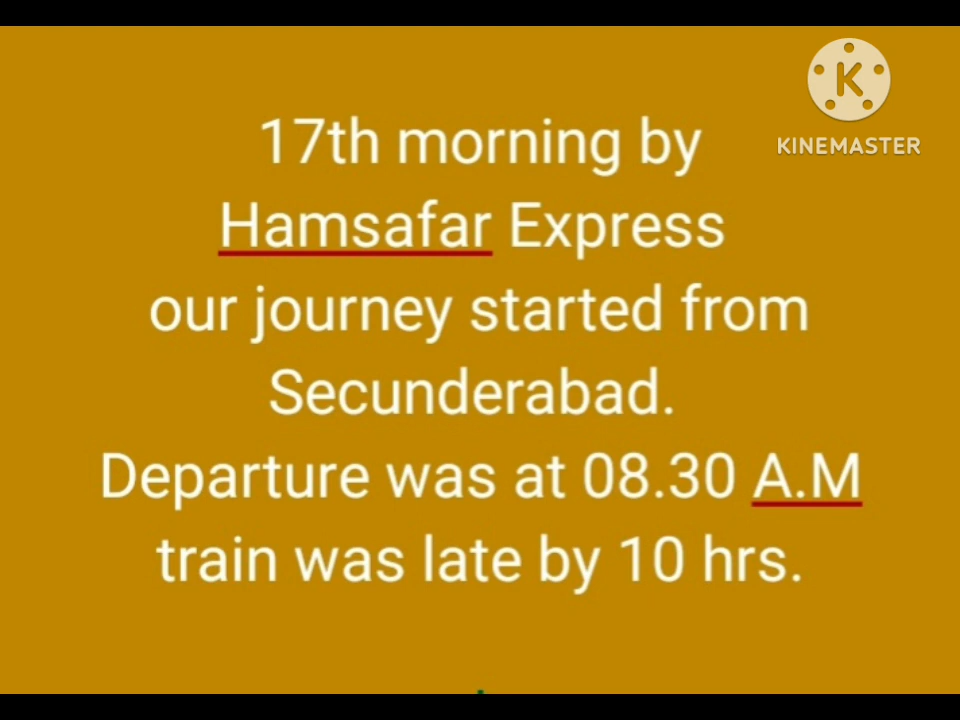 KINEMASTER
17th morning by
Hamsafar Express
our journey started from
Secunderabad.
Departure was at 08.30 A.M
train was late by 10 hrs.